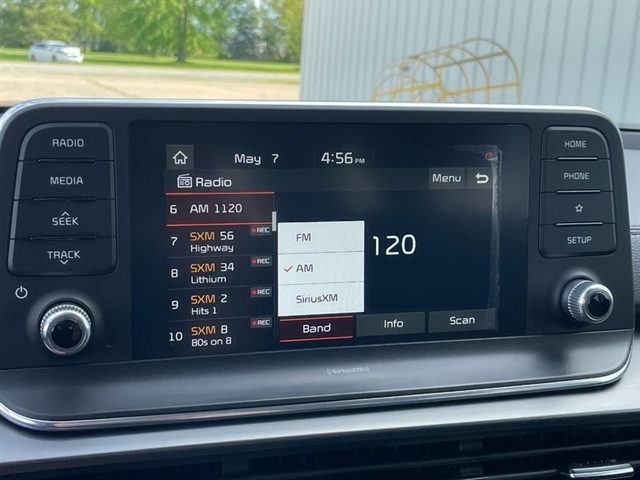 RADIO
MEDIA
SEEK
TRACK
May 7 4:56 PM
Radio
Menu
6 AM 1120
7 SXM 56 REC
Highway
8 SXM 34 REC
Lithium
9 SXM 2 REC
Hits 1
10 SXM 8 REC
80s on 8
FM
AM
SiriusXM
120
Band
Info
Scan
HOME
PHONE
SETUP
SiriusXM